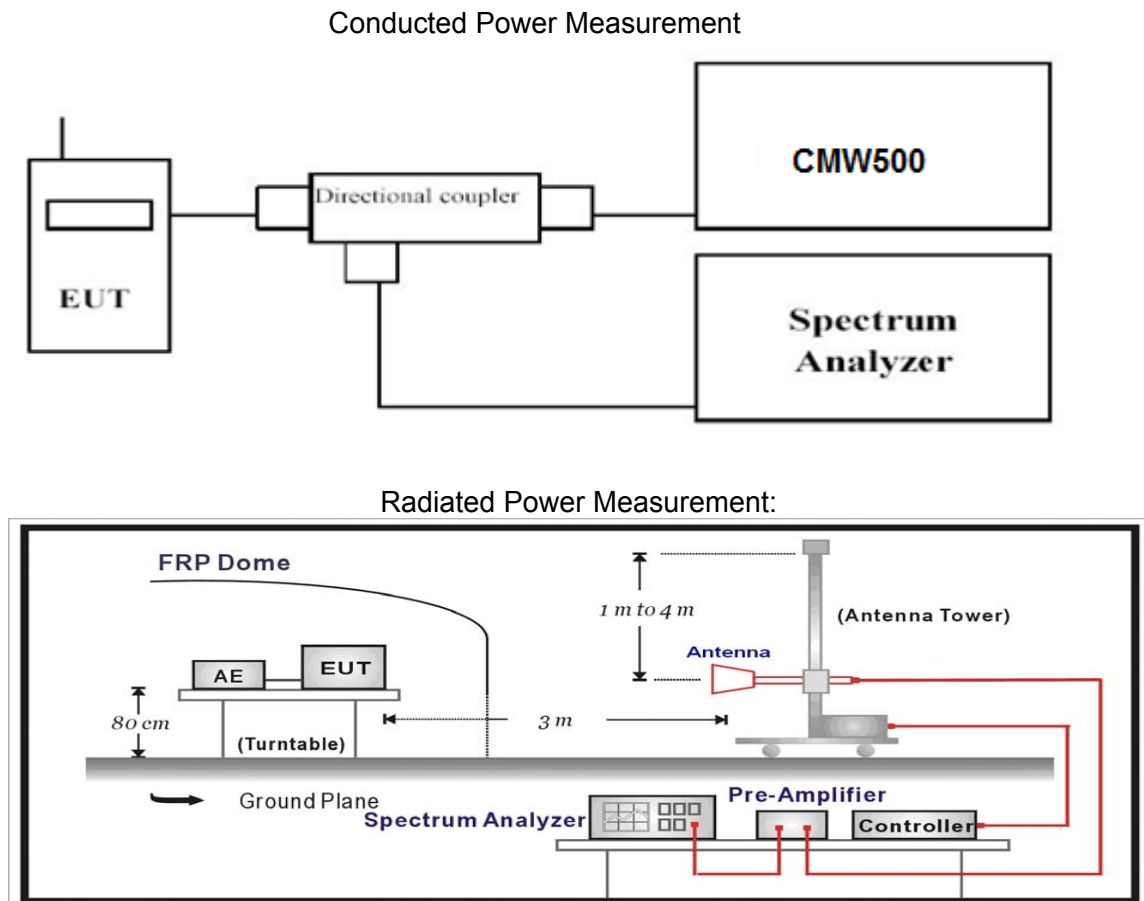 Conducted Power Measurement
CMW500
Directional coupler
EUT
Spectrum
Analyzer
Radiated Power Measurement:
FRP Dome
1 m to 4 m
(Antenna Tower)
Antenna
AE
EUT
80 cm
3 m
(Turntable)
Ground Plane
Pre-Amplifier
Spectrum Analyzer
Controller